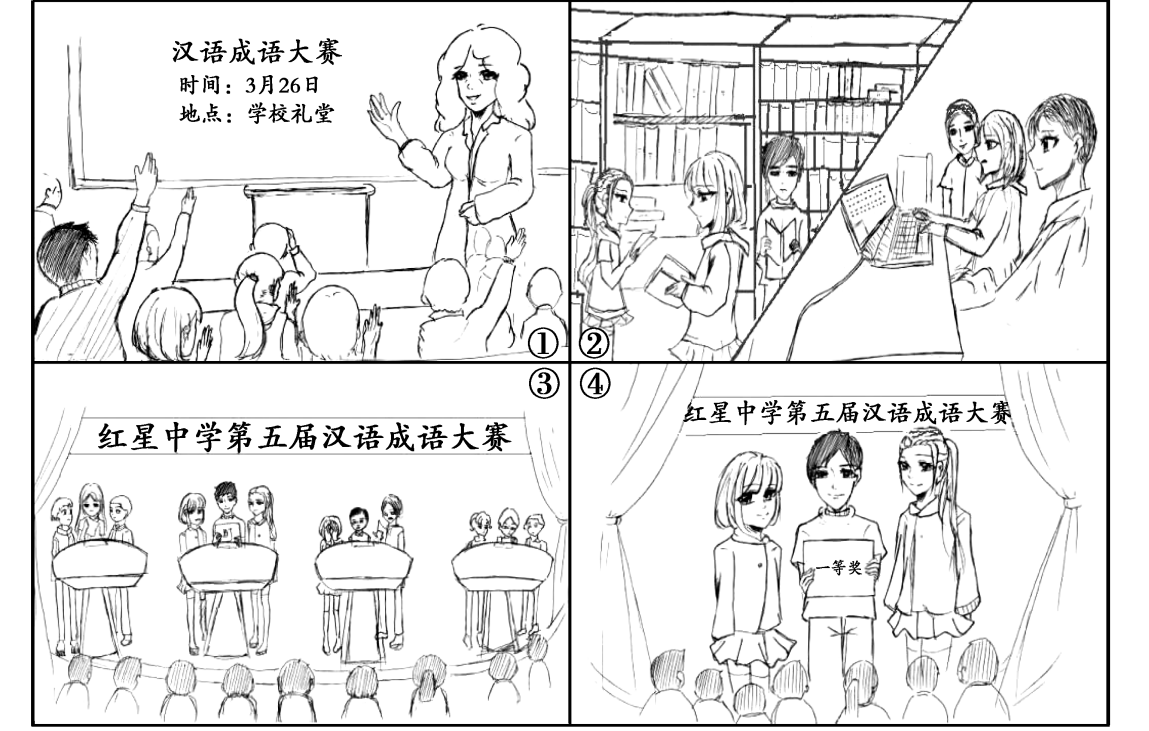 汉语成语大赛
时间：3月26日
地点：学校礼堂
①
②
③
④
红星中学第五届汉语成语大赛
红星中学第五届汉语成语大赛
一等奖